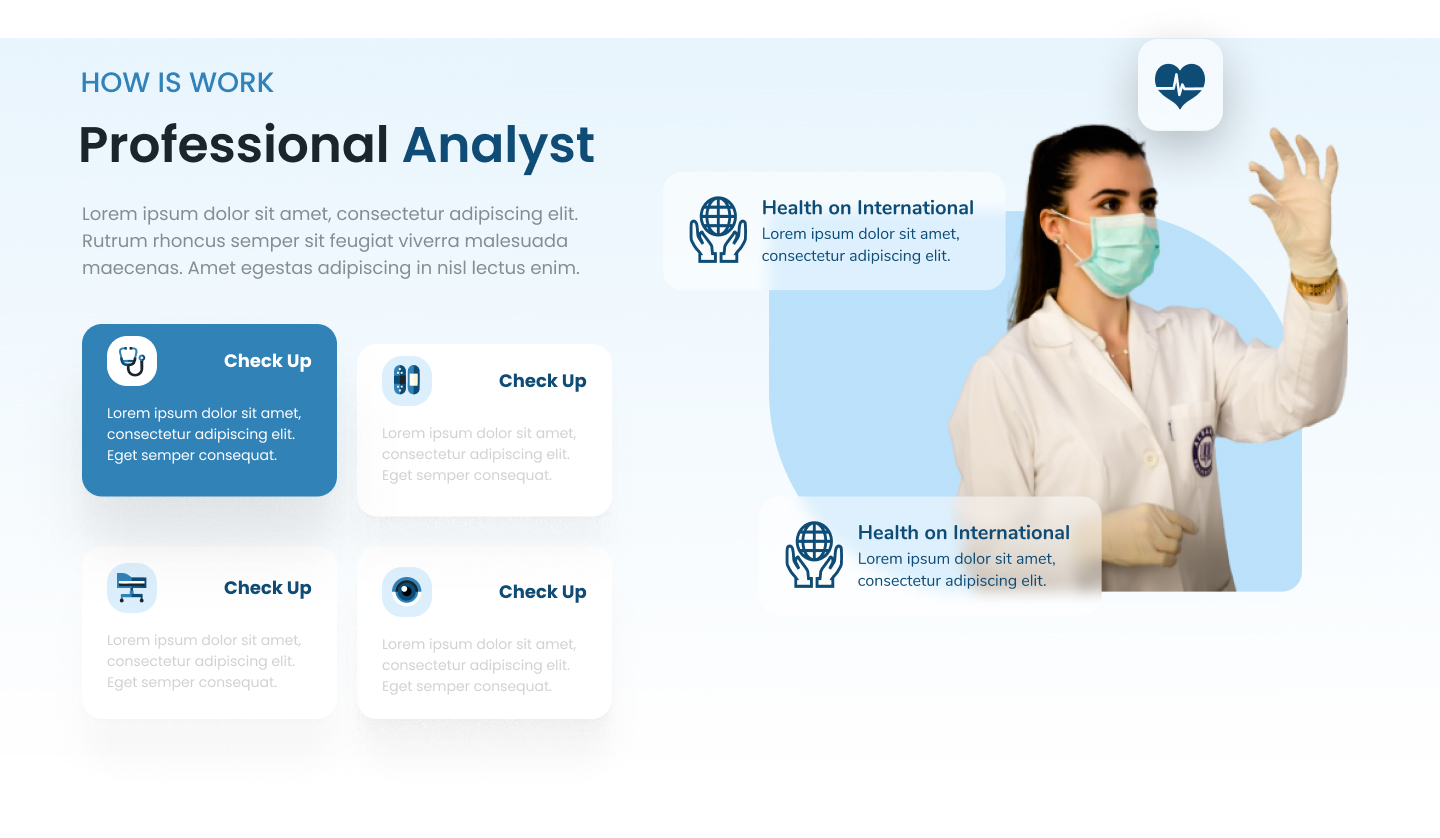 HOW IS WORK
Professional Analyst
Lorem ipsum dolor sit amet, consectetur adipiscing elit.
Rutrum rhoncus semper sit feugiat viverra malesuada
maecenas. Amet egestas adipiscing in nisl lectus enim.
Check Up
Lorem ipsum dolor sit amet,
consectetur adipiscing elit.
Eget semper consequat.
Check Up
Lorem ipsum dolor sit amet,
consectetur adipiscing elit.
Eget semper consequat.
Check Up
Lorem ipsum dolor sit amet,
consectetur adipiscing elit.
Eget semper consequat.
Check Up
Lorem ipsum dolor sit amet,
consectetur adipiscing elit.
Eget semper consequat.
Health on International
Lorem ipsum dolor sit amet,
consectetur adipiscing elit.
Health on International
Lorem ipsum dolor sit amet,
consectetur adipiscing elit.